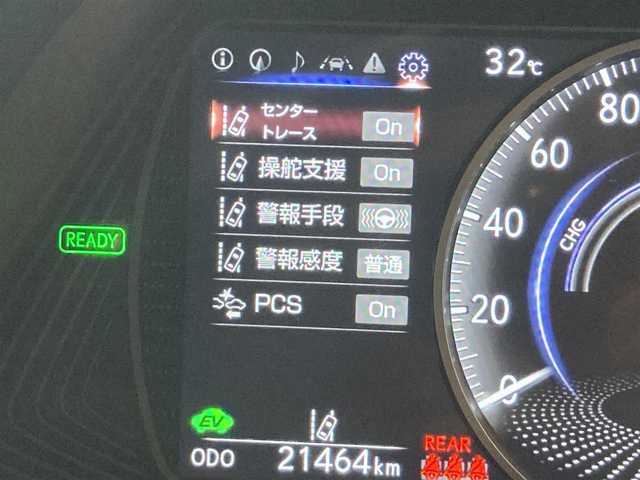 32℃
センター
トレース On
操舵支援 On
警報手段
警報感度 普通
PCS On
READY
80
60
40
20
0
CHG
EV
ODO 21464km
REAR